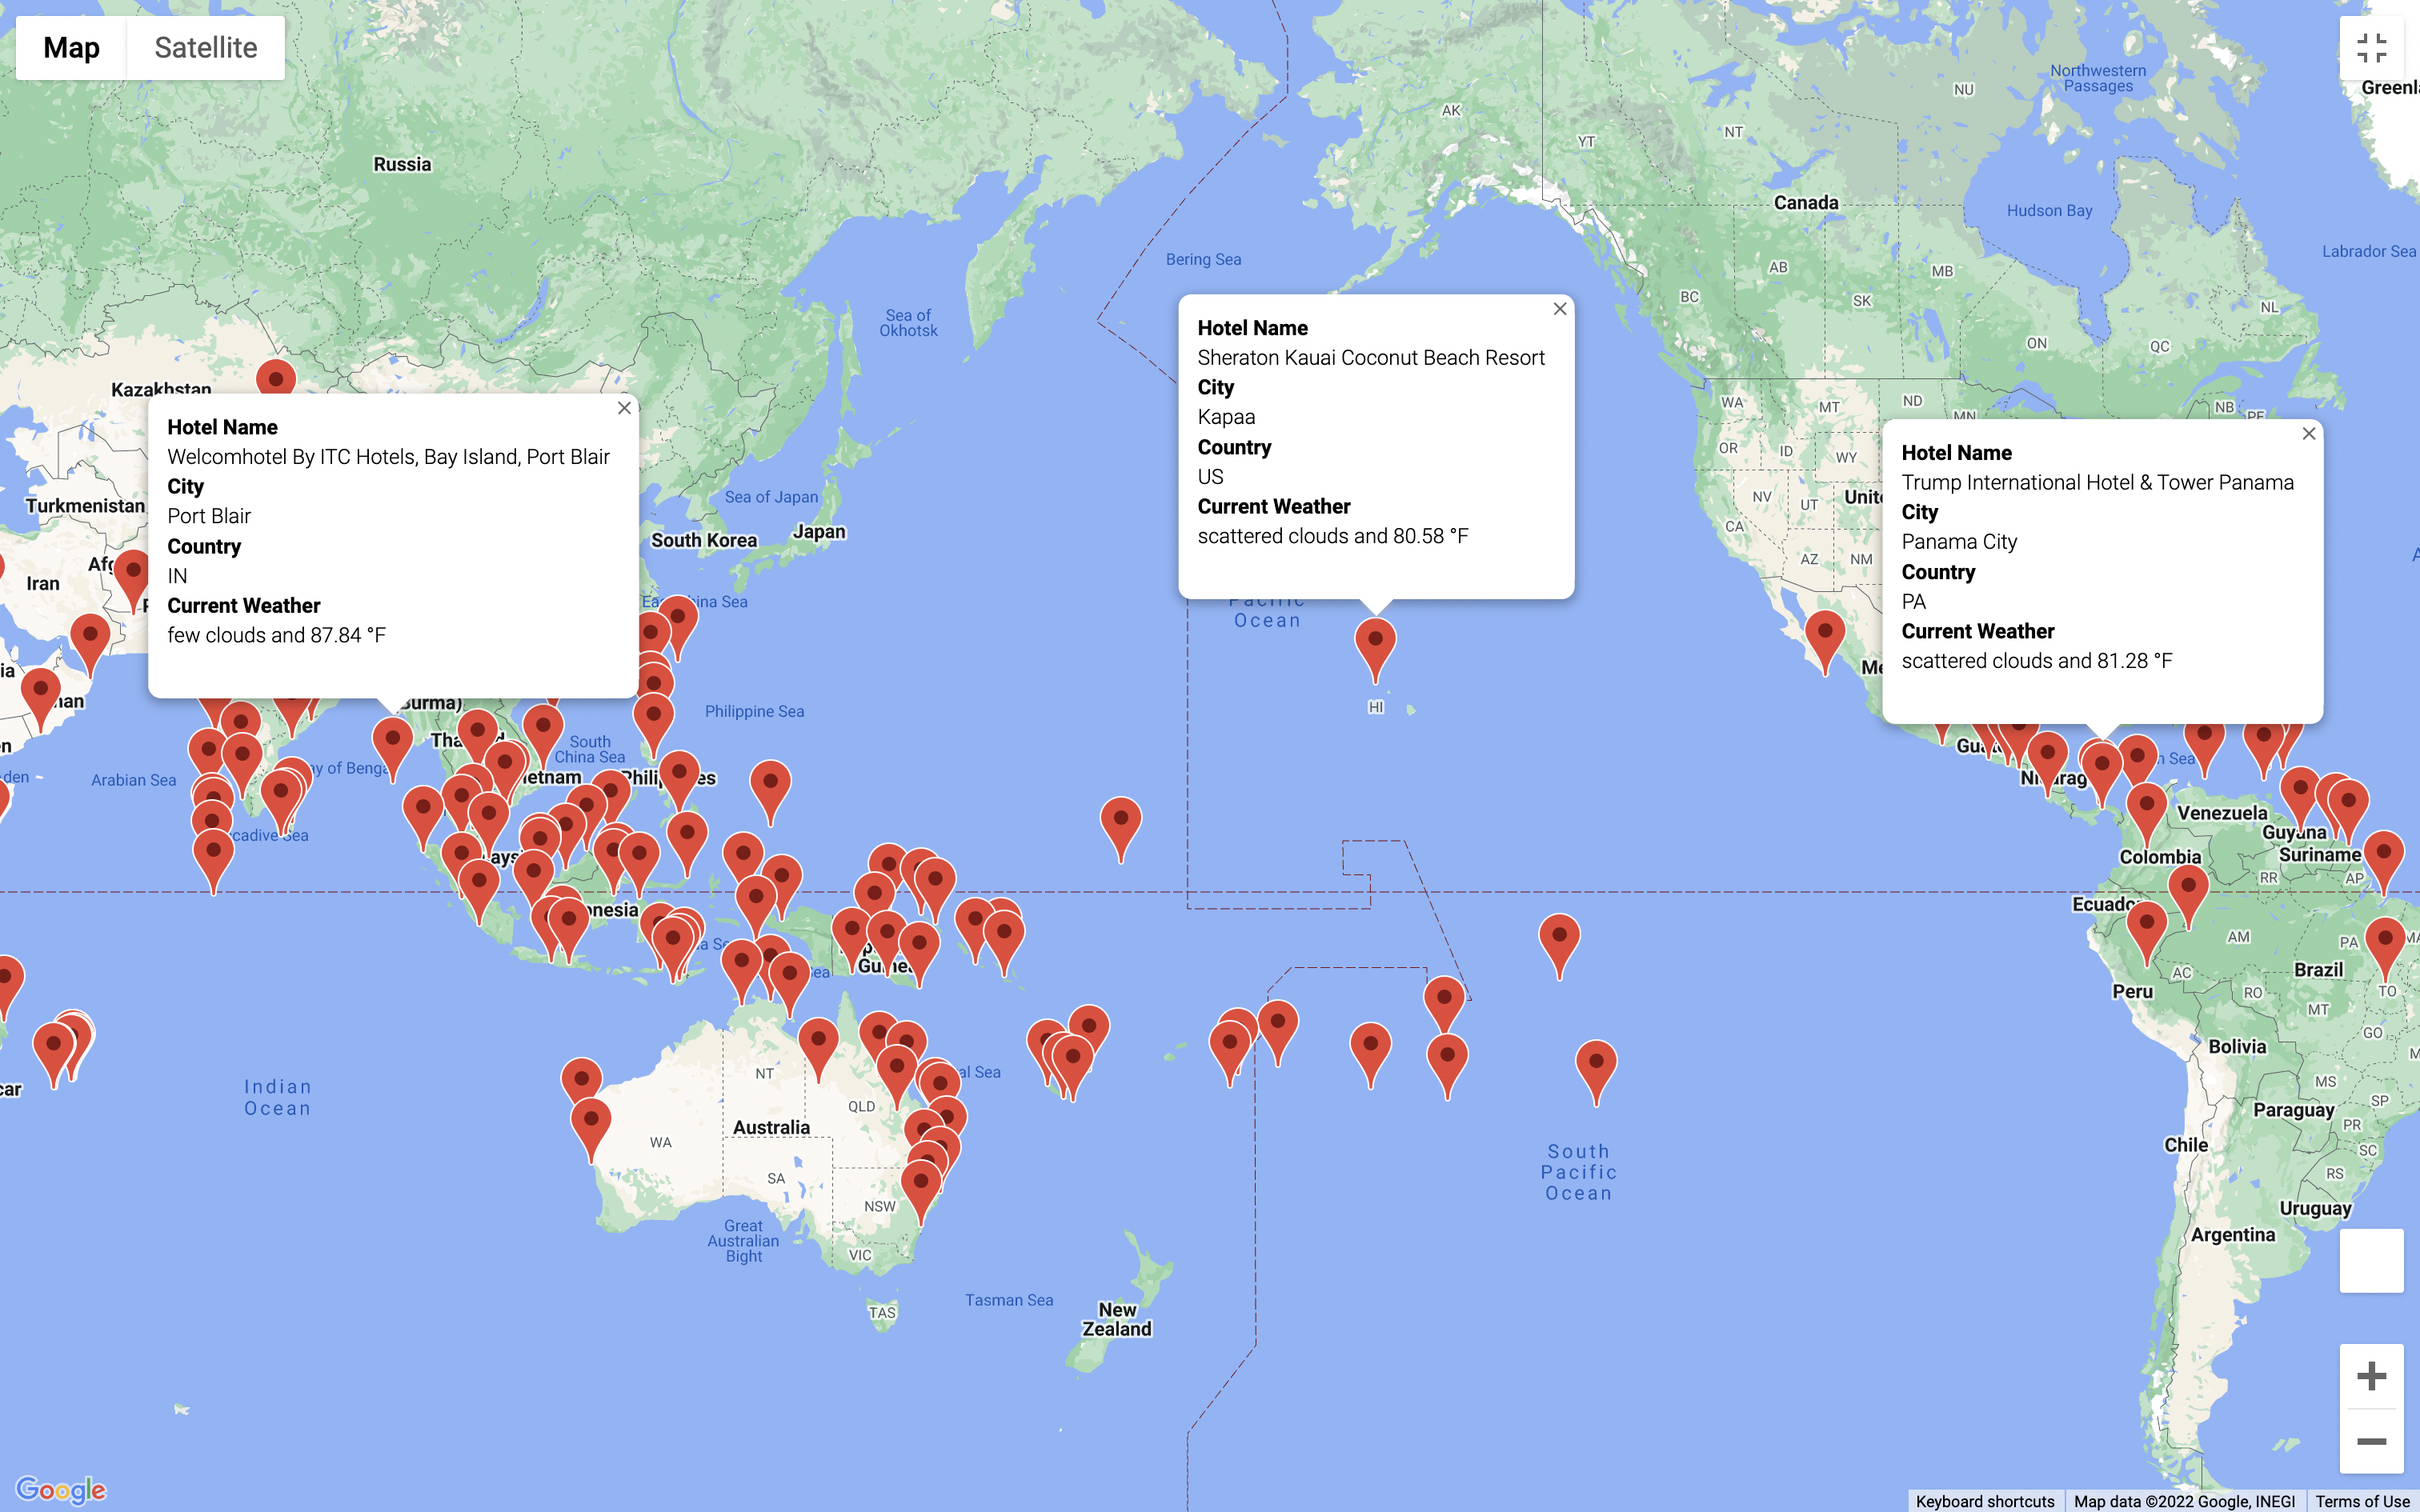 Map
Satellite
Northwestern
Passages
NU
AK
YT
NT
Russia
Canada
Hudson Bay
Labrador Sea
Bering Sea
AB
MB
SK
BC
NL
Sea of
Okhotsk
ON
QC
Kazakhstan
WA
MT
ND
MN
NB
PE
OR
ID
WY
NV
UT
CA
AZ
NM
Hotel Name
Welcomhotel By ITC Hotels, Bay Island, Port Blair
City
Port Blair
Country
IN
Current Weather
few clouds and 87.84 °F
Hotel Name
Sheraton Kauai Coconut Beach Resort
City
Kapaa
Country
US
Current Weather
scattered clouds and 80.58 °F
Hotel Name
Trump International Hotel & Tower Panama
City
Panama City
Country
PA
Current Weather
scattered clouds and 81.28 °F
Turkmenistan
Iran
Sea of Japan
South Korea
Japan
Pacific
Ocean
HI
Philippine Sea
South
China Sea
Arabian Sea
Venezuela
Guyana
Suriname
Colombia
RR
AP
AM
PA
Brazil
AC
Peru
RO
TO
MT
GO
Bolivia
MS
SP
Paraguay
PR
SC
Chile
RS
Uruguay
Argentina
Indian
Ocean
NT
QLD
Australia
WA
SA
NSW
VIC
Great
Australian
Bight
TAS
Tasman Sea
New
Zealand
South
Pacific
Ocean
Google
Keyboard shortcuts
Map data ©2022 Google, INEGI
Terms of Use